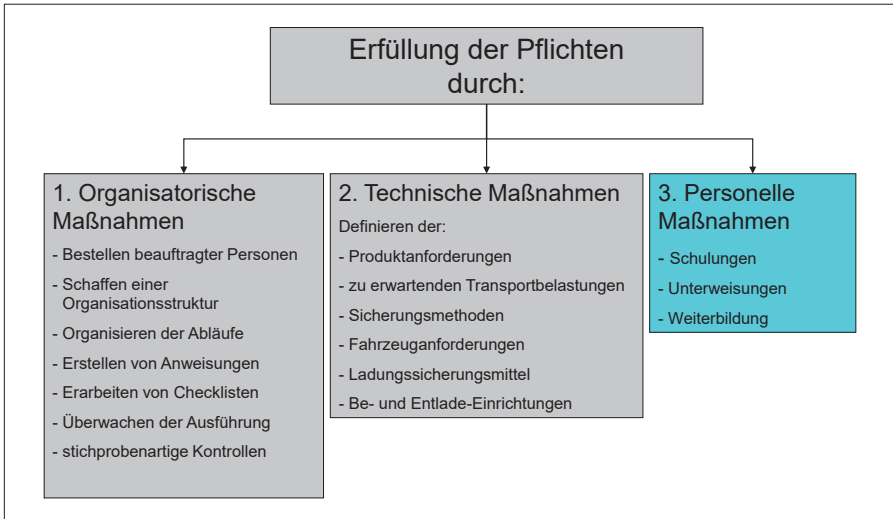 Erfüllung der Pflichten
durch:
1. Organisatorische
Maßnahmen
- Bestellen beauftragter Personen
- Schaffen einer
Organisationsstruktur
- Organisieren der Abläufe
- Erstellen von Anweisungen
- Erarbeiten von Checklisten
- Überwachen der Ausführung
- stichprobenartige Kontrollen
2. Technische Maßnahmen
Definieren der:
- Produktanforderungen
- zu erwartenden Transportbelastungen
- Sicherungsmethoden
- Fahrzeuganforderungen
- Ladungssicherungsmittel
- Be- und Entlade-Einrichtungen
3. Personelle
Maßnahmen
- Schulungen
- Unterweisungen
- Weiterbildung